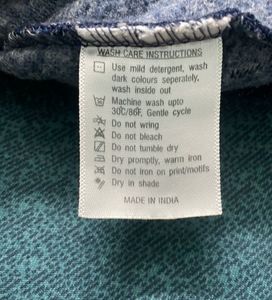 WASH CARE INSTRUCTIONS
Use mild detergent, wash
dark colours seperately,
wash inside out
Machine wash upto
30C/86F, Gentle cycle
Do not wring
Do not bleach
Do not tumble dry
Dry promptly, warm iron
Do not iron on print/motifs
Dry in shade
MADE IN INDIA